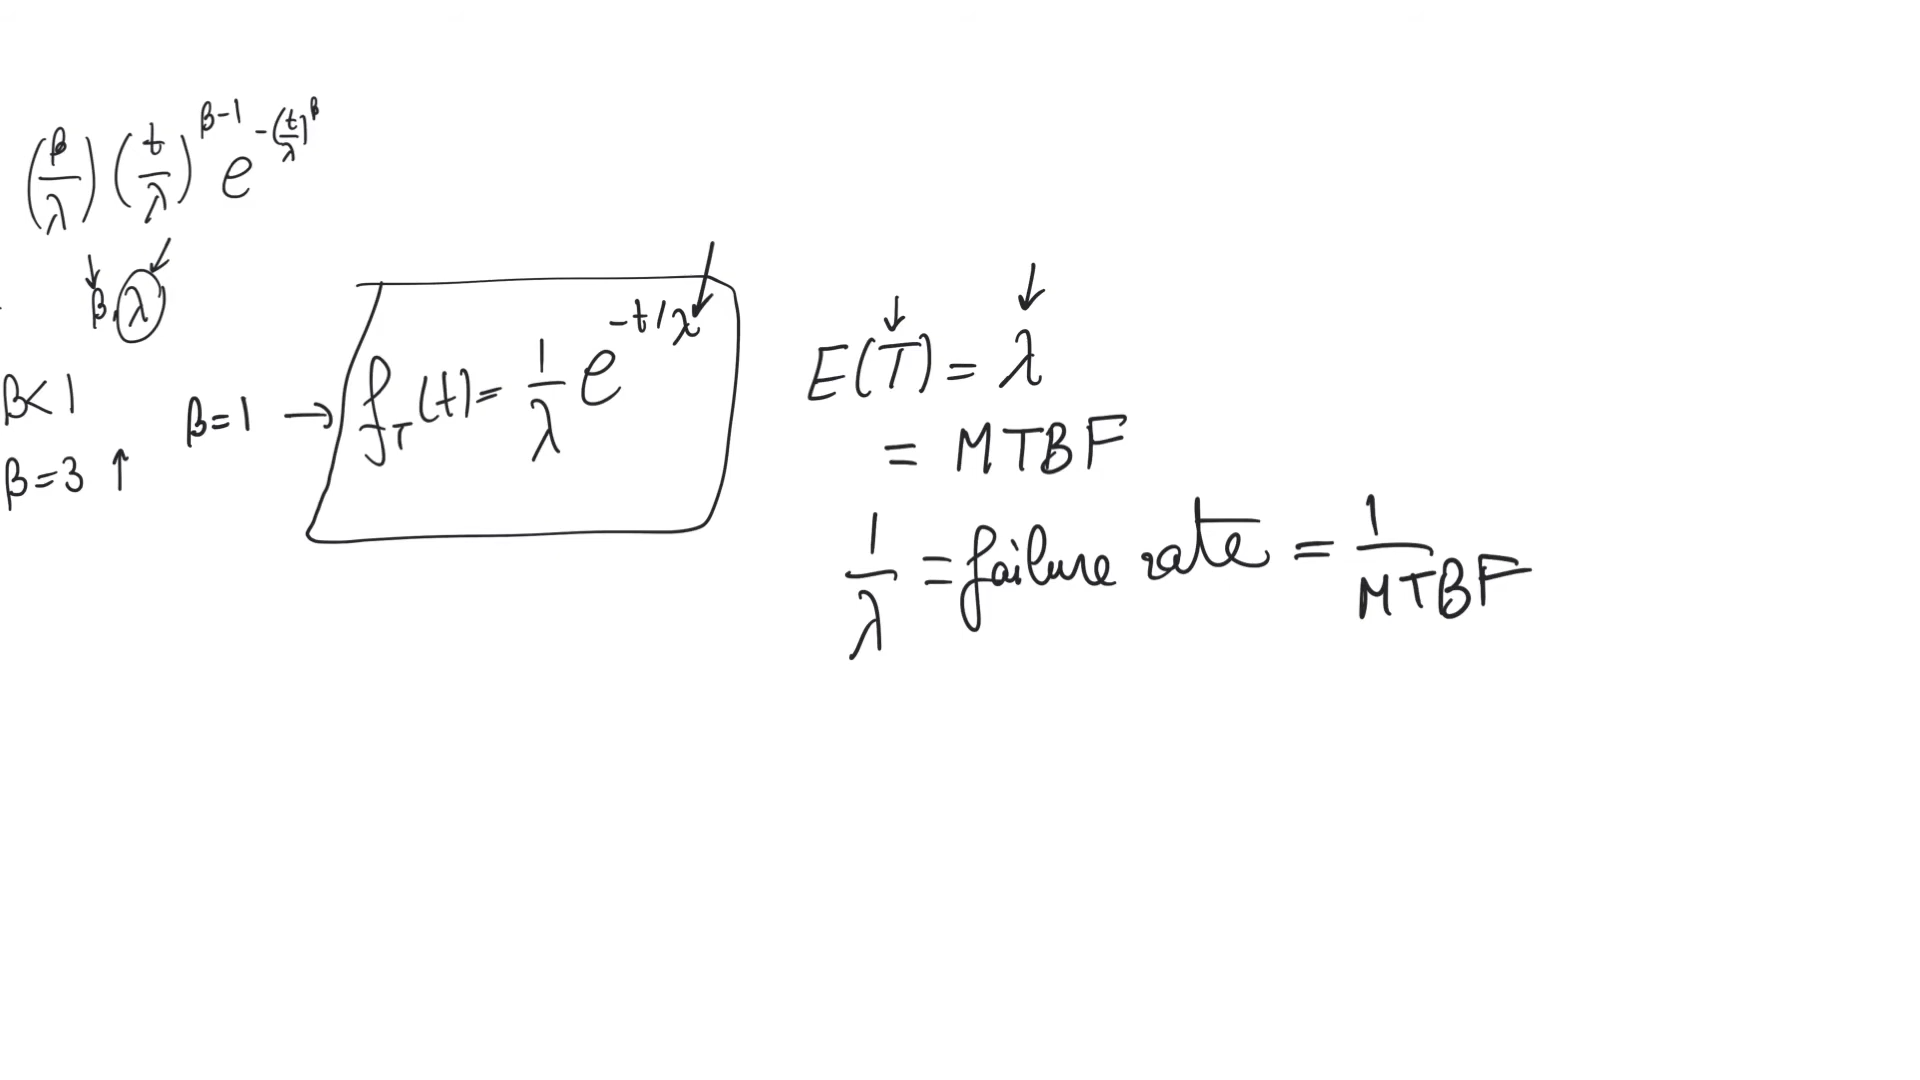 (β/λ) (t/λ)^(β-1) e^(-(t/λ)^β)
β, λ
β<1
β=3 ↑
β=1 → f_T(t) = 1/λ e^(-t/λ)
E(T) = λ
= MTBF
1/λ = failure rate = 1/MTBF